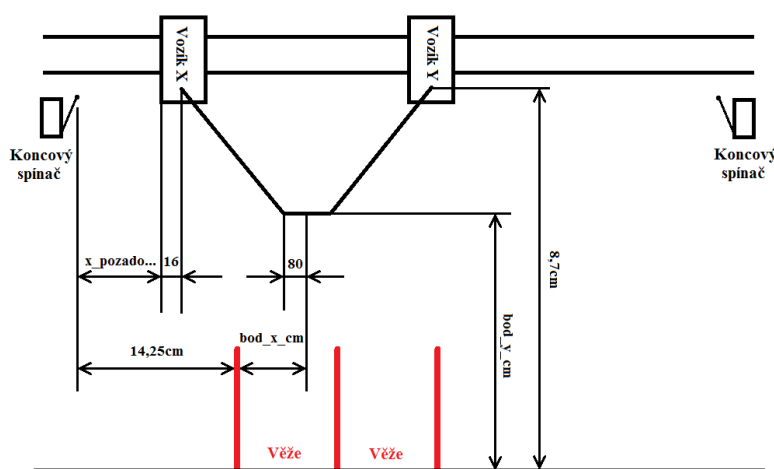 Vozík X
Vozík Y
Koncový
spínač
Koncový
spínač
x_pozado...
16
80
8,7cm
bod_y_cm
14,25cm
bod_x_cm
Věže
Věže